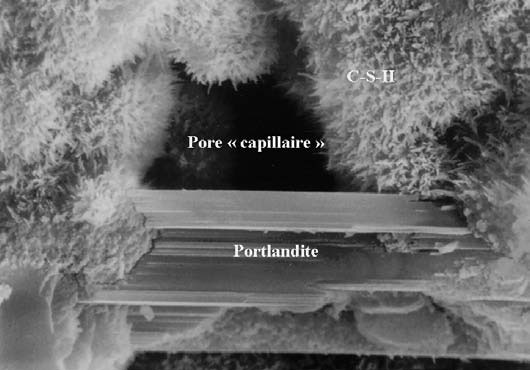 C-S-H
Pore « capillaire »
Portlandite